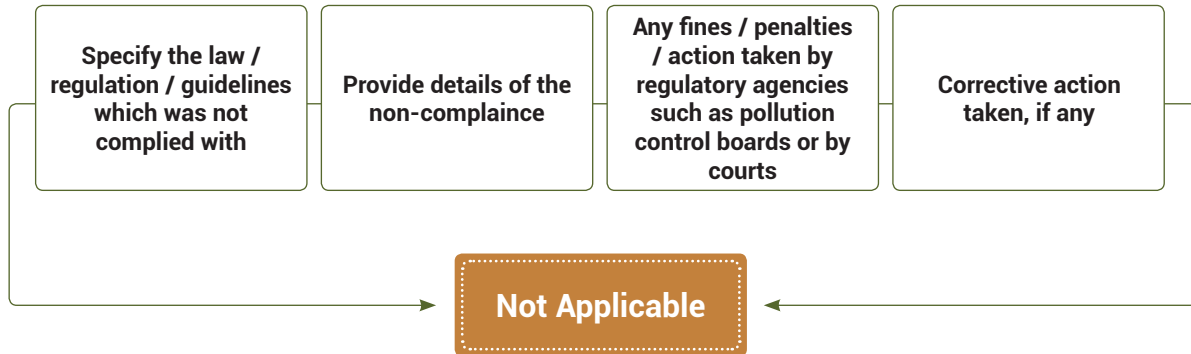 Specify the law /
regulation / guidelines
which was not
complied with
Provide details of the
non-complaince
Any fines / penalties
/ action taken by
regulatory agencies
such as pollution
control boards or by
courts
Corrective action
taken, if any
Not Applicable